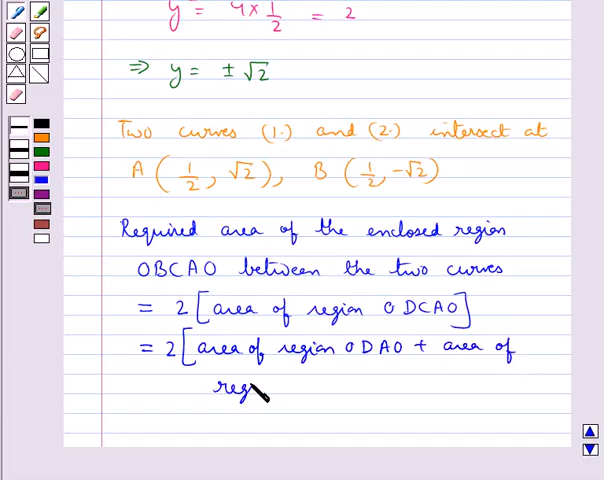 y² = 4 × 1/2 = 2
⇒ y = ± √2
Two curves (1.) and (2.) intersect at
A (1/2, √2), B (1/2, -√2)
Required area of the enclosed region
OBCAO between the two curves
= 2 [area of region ODCAO]
= 2 [area of region ODAO + area of
reg